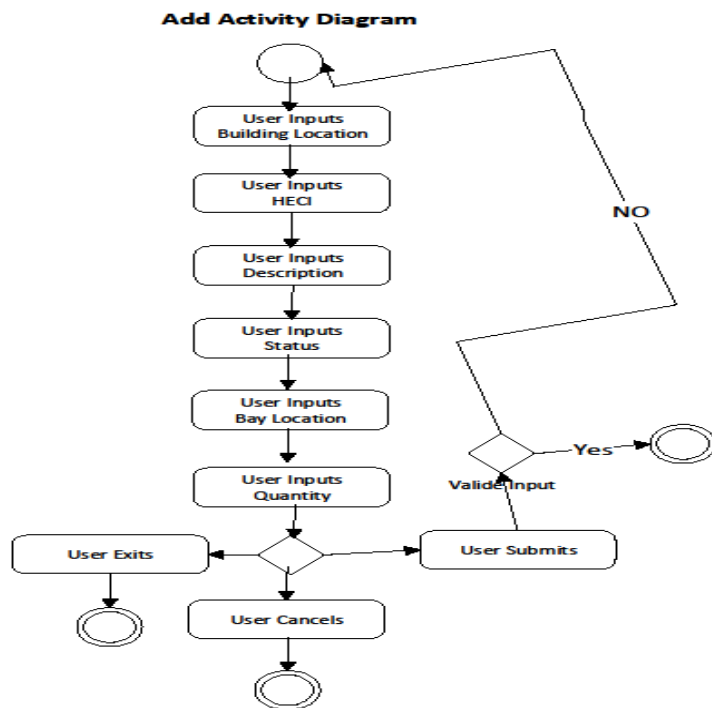 Add Activity Diagram
User Inputs
Building Location
User Inputs
HECI
User Inputs
Description
User Inputs
Status
User Inputs
Bay Location
User Inputs
Quantity
User Exits
User Cancels
User Submits
Valide Input
Yes
NO